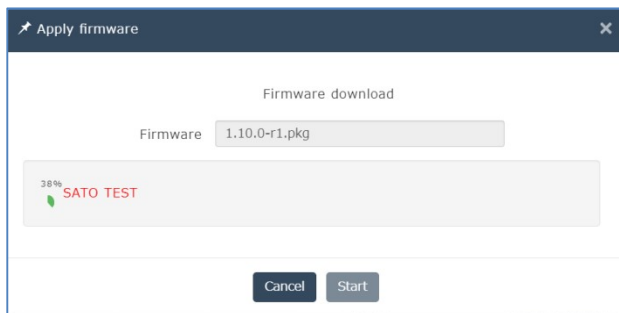 Apply firmware
Firmware download
Firmware 1.10.0-r1.pkg
38%
SATO TEST
Cancel Start